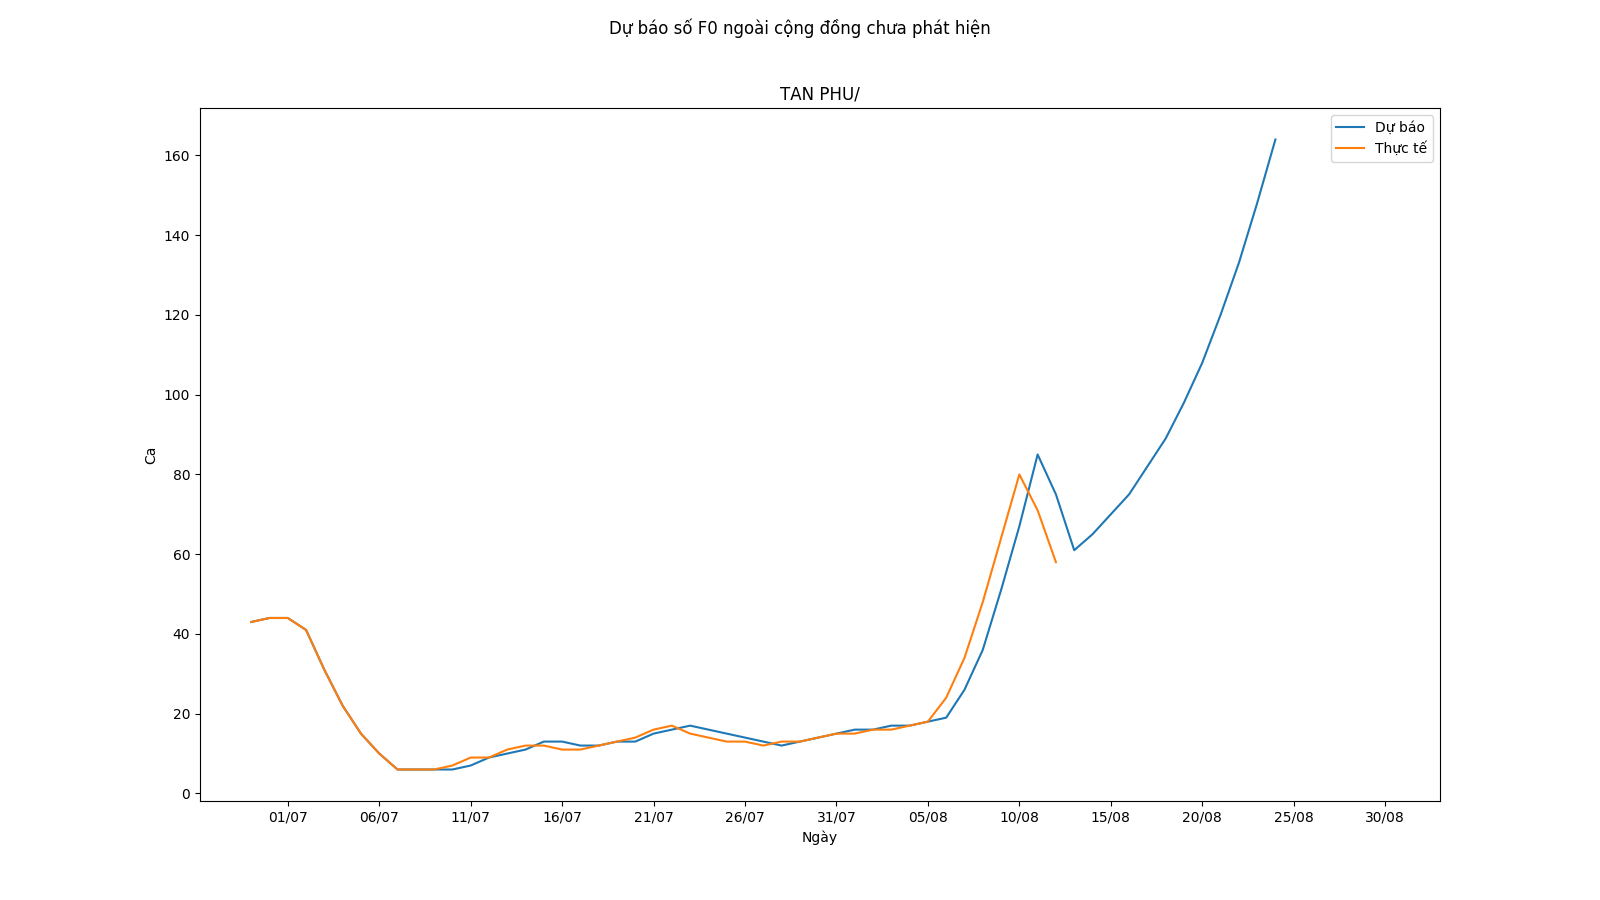 Dự báo số F0 ngoài cộng đồng chưa phát hiện
TAN PHU/
Dự báo
Thực tế
160
140
120
100
80
60
40
20
0
Ca
01/07 06/07 11/07 16/07 21/07 26/07 31/07 05/08 10/08 15/08 20/08 25/08 30/08
Ngày